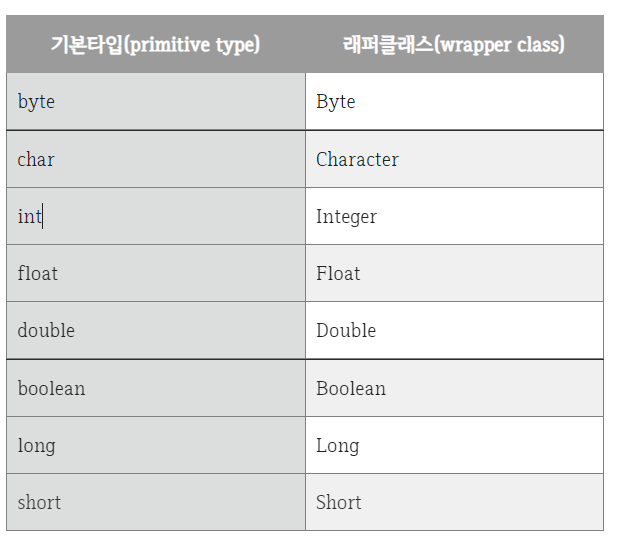 기본타입(primitive type) 래퍼클래스(wrapper class)
byte Byte
char Character
int Integer
float Float
double Double
boolean Boolean
long Long
short Short